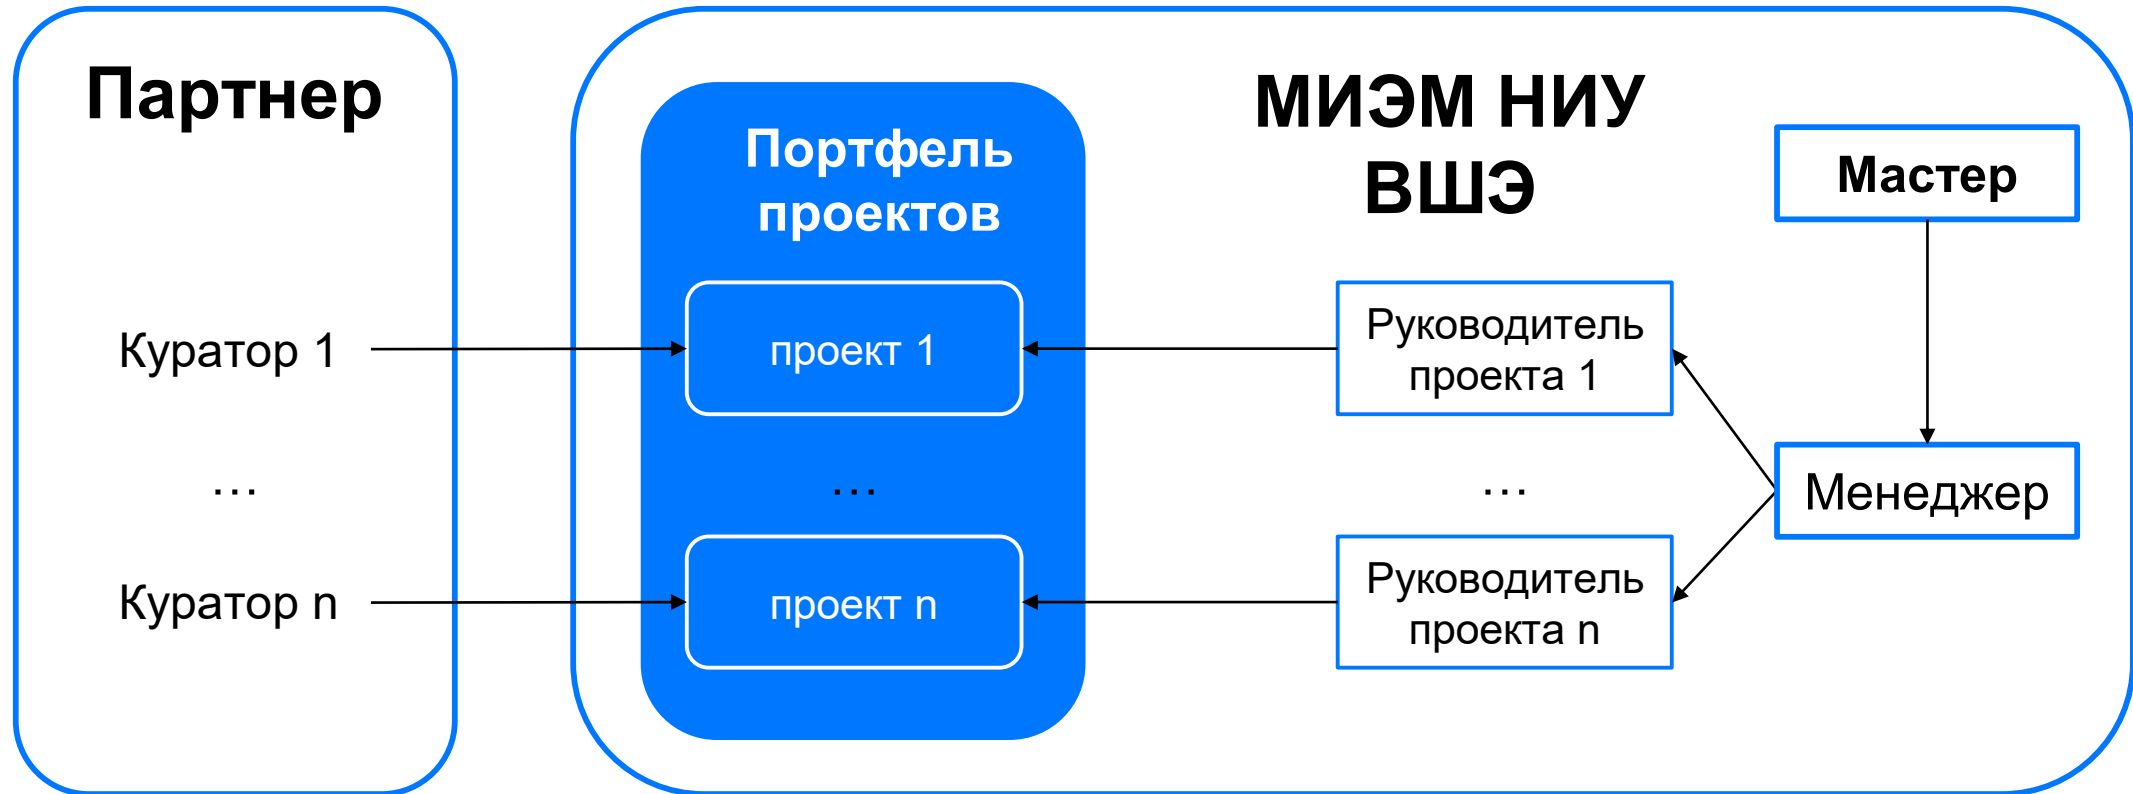 Партнер
Куратор 1
…
Куратор n
МИЭМ НИУ
ВШЭ
Портфель
проектов
проект 1
…
проект n
Руководитель
проекта 1
…
Руководитель
проекта n
Мастер
Менеджер